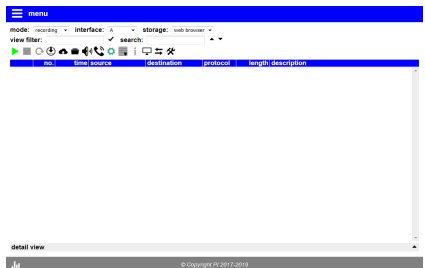 menu
mode: recording interface: A storage: web browser
view filter: search:
no. time source destination protocol length description
detail view
© Copyright PI 2017-2019